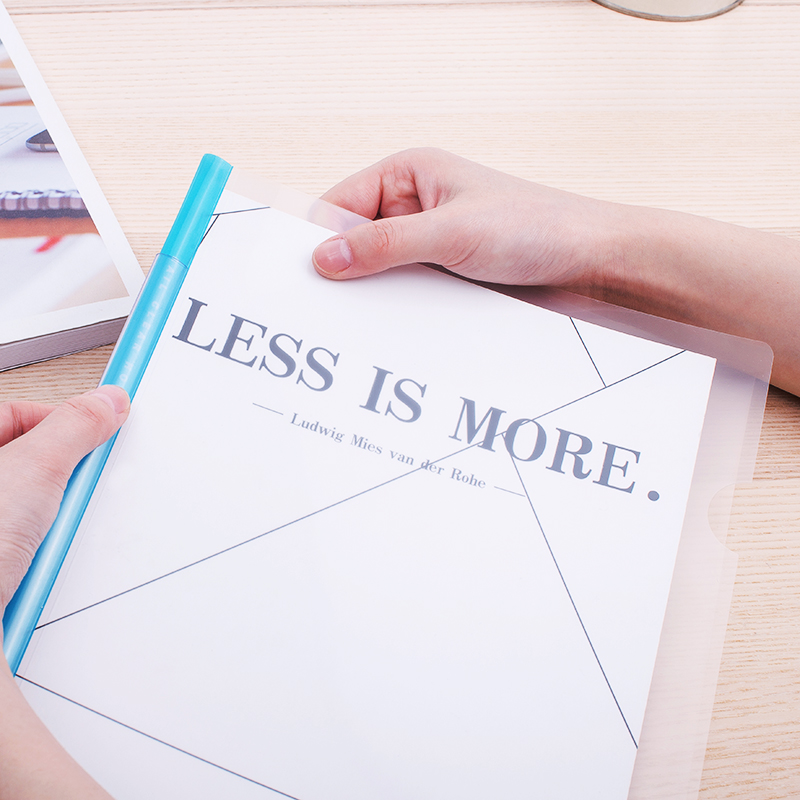 LESS IS MORE.
— Ludwig Mies van der Rohe —